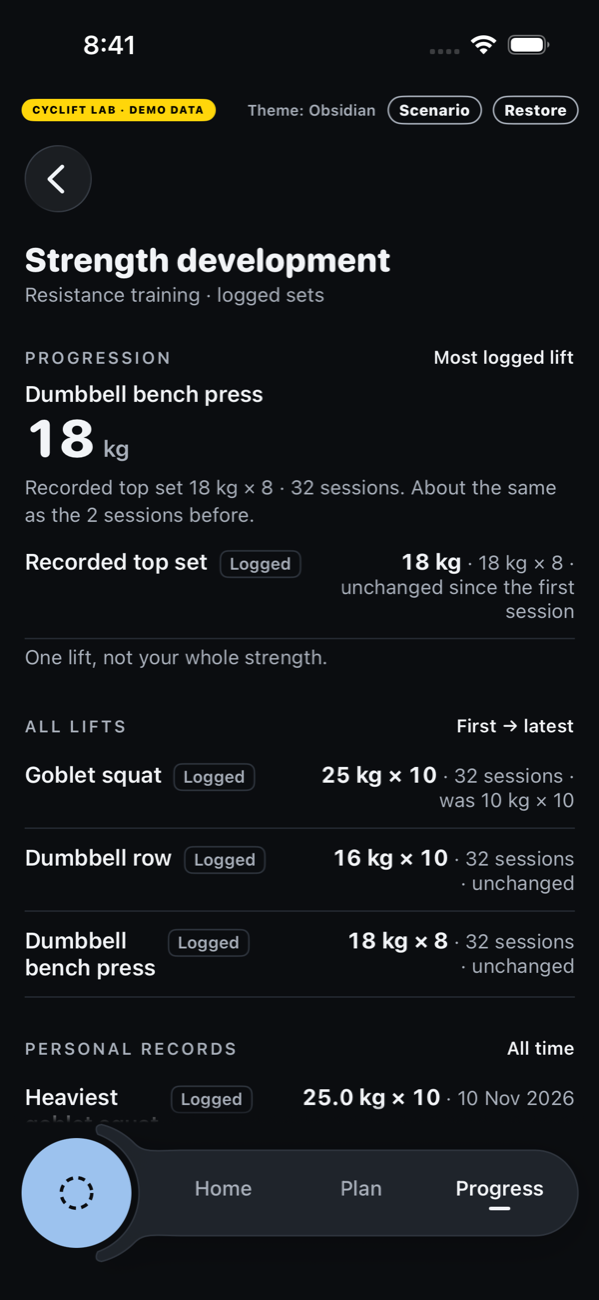 8:41
CYCLIFT LAB · DEMO DATA
Theme: Obsidian
Scenario
Restore
Strength development
Resistance training · logged sets
PROGRESSION
Most logged lift
Dumbbell bench press
18 kg
Recorded top set 18 kg × 8 · 32 sessions. About the same
as the 2 sessions before.
Recorded top set
Logged
18 kg · 18 kg × 8 ·
unchanged since the first
session
One lift, not your whole strength.
ALL LIFTS
First → latest
Goblet squat
Logged
25 kg × 10 · 32 sessions ·
was 10 kg × 10
Dumbbell row
Logged
16 kg × 10 · 32 sessions
· unchanged
Dumbbell
bench press
Logged
18 kg × 8 · 32 sessions
· unchanged
PERSONAL RECORDS
All time
Heaviest
Logged
25.0 kg × 10 · 10 Nov 2026
Home
Plan
Progress